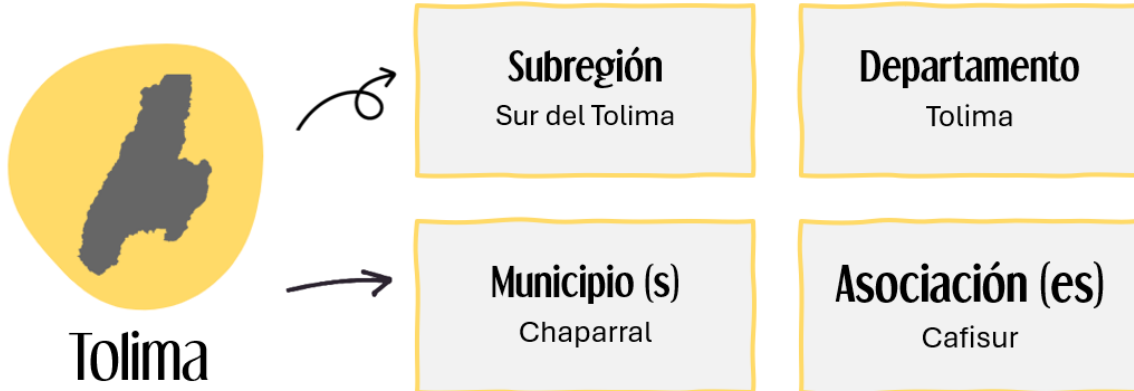 Subregión
Sur del Tolima
Departamento
Tolima
Municipio (s)
Chaparral
Asociación (es)
Cafisur
Tolima